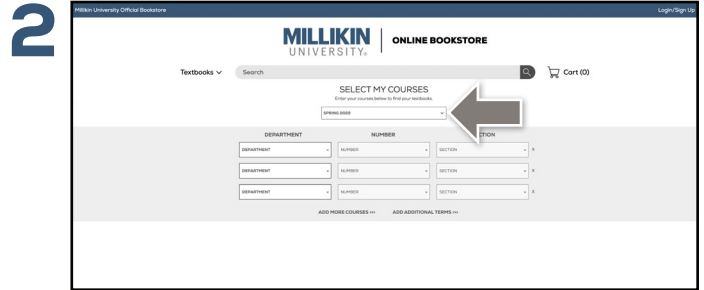 2
Millikin University Official Bookstore Login/Sign Up
MILLIKIN UNIVERSITY® ONLINE BOOKSTORE
Textbooks Search Cart (0)
SELECT MY COURSES
Enter your courses below to find your textbooks.
SPRING
DEPARTMENT NUMBER CTION
DEPARTMENT NUMBER SECTION X
DEPARTMENT NUMBER SECTION X
DEPARTMENT NUMBER SECTION X
ADD MORE COURSES >>> ADD ADDITIONAL TERMS >>>